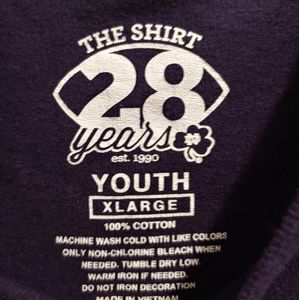 THE SHIRT
28
years
est. 1990
YOUTH
XLARGE
100% COTTON
MACHINE WASH COLD WITH LIKE COLORS
ONLY NON-CHLORINE BLEACH WHEN
NEEDED. TUMBLE DRY LOW.
WARM IRON IF NEEDED.
DO NOT IRON DECORATION
MADE IN VIETNAM